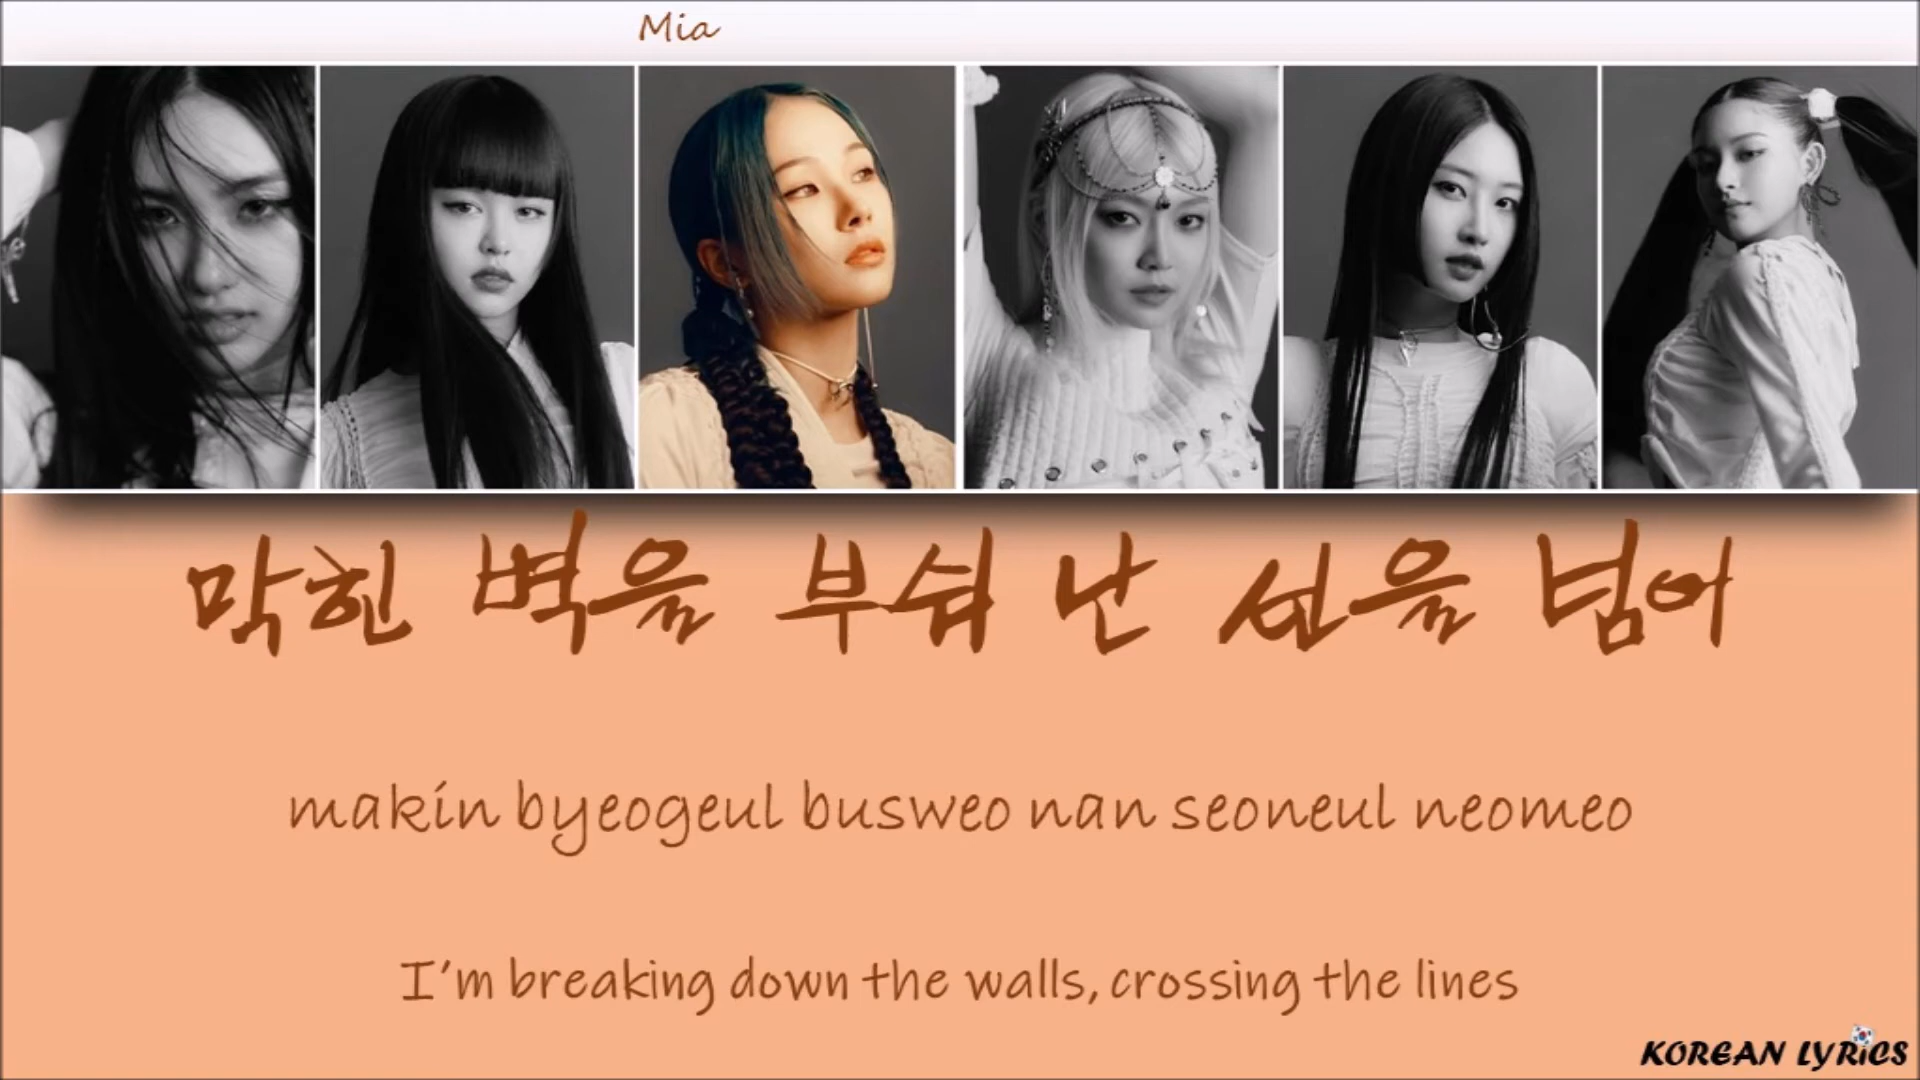 Mia
막힌 벽을 부숴 난 선을 넘어
makin byeogeul busweo nan seoneul neomeo
I'm breaking down the walls, crossing the lines
KOREAN LYRICS